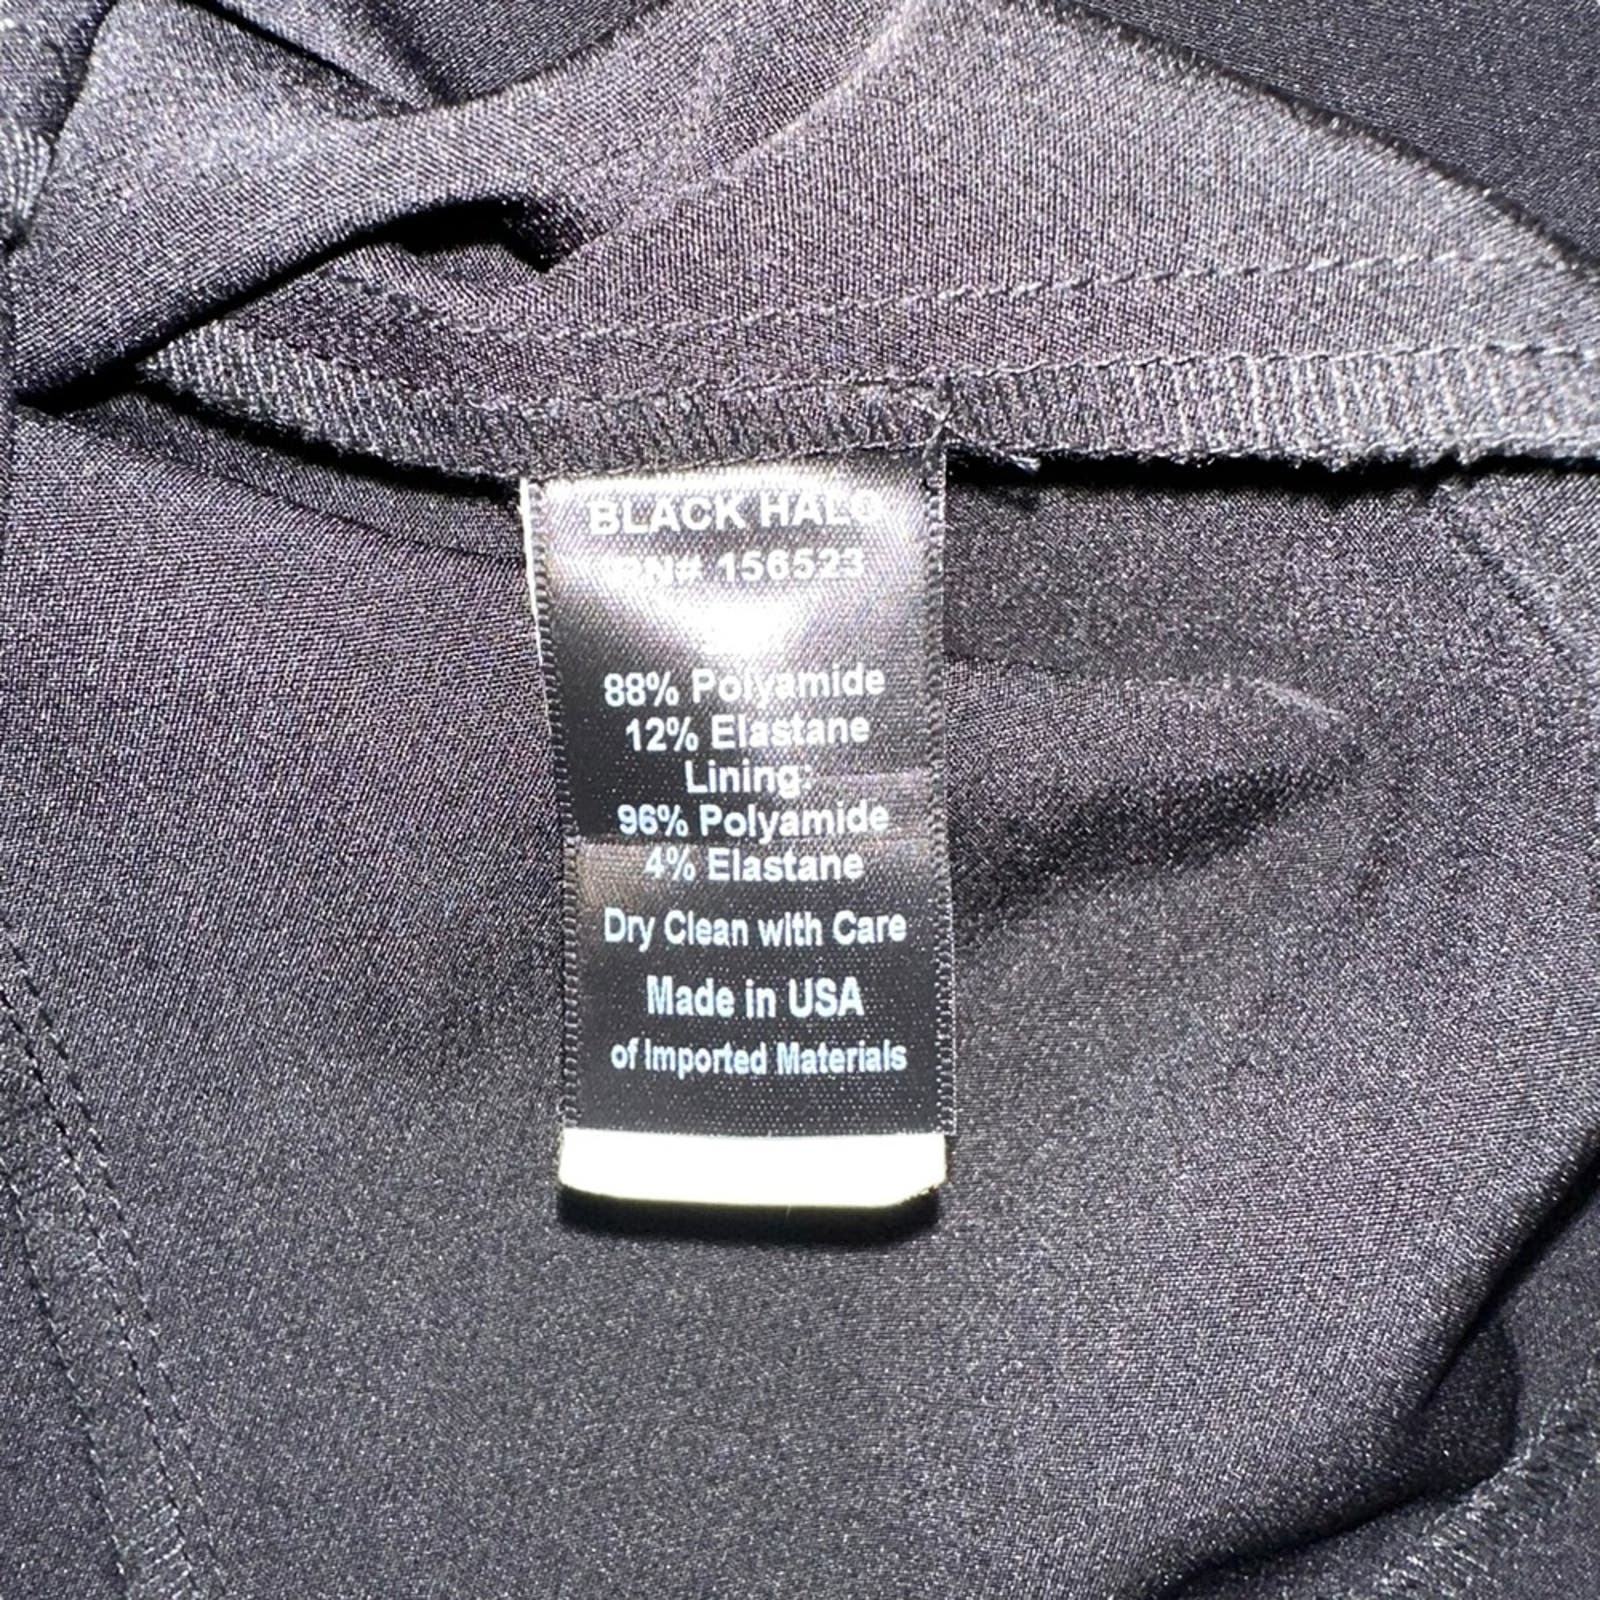 BLACK HALO
RN# 156523
88% Polyamide
12% Elastane
Lining:
96% Polyamide
4% Elastane
Dry Clean with Care
Made in USA
of Imported Materials